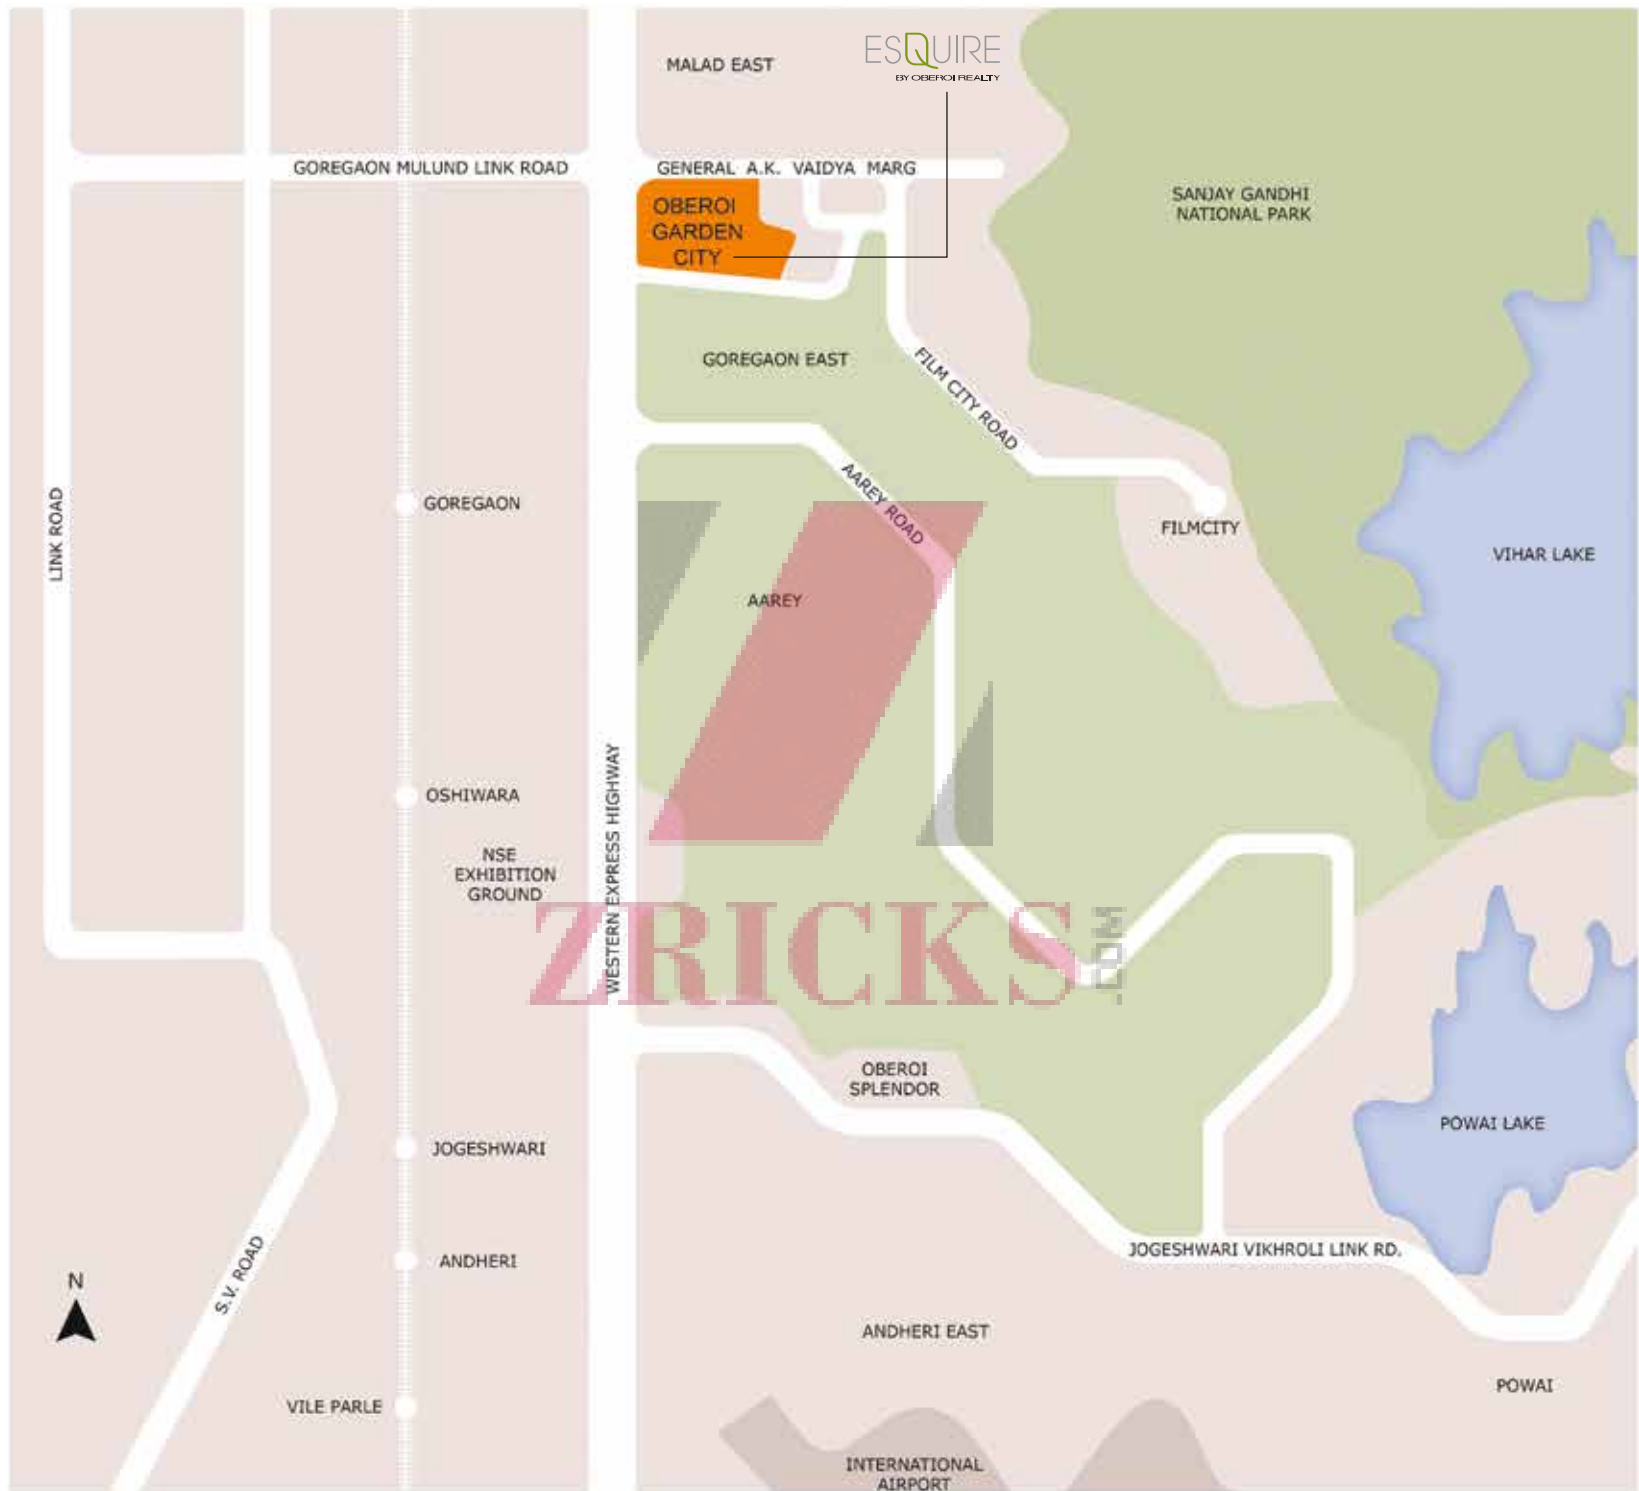 MALAD EAST
ESQUIRE
BY OBEROI REALTY
GOREGAON MULUND LINK ROAD
GENERAL A.K. VAIDYA MARG
OBEROI
GARDEN
CITY
SANJAY GANDHI
NATIONAL PARK
GOREGAON EAST
FILM CITY ROAD
AAREY ROAD
LINK ROAD
GOREGAON
FILMCITY
VIHAR LAKE
AAREY
OSHIWARA
WESTERN EXPRESS HIGHWAY
NSE
EXHIBITION
GROUND
ZRICKS
.COM
OBEROI
SPLENDOR
POWAI LAKE
JOGESHWARI
S.V. ROAD
ANDHERI
JOGESHWARI VIKHROLI LINK RD.
N
ANDHERI EAST
POWAI
VILE PARLE
INTERNATIONAL
AIRPORT